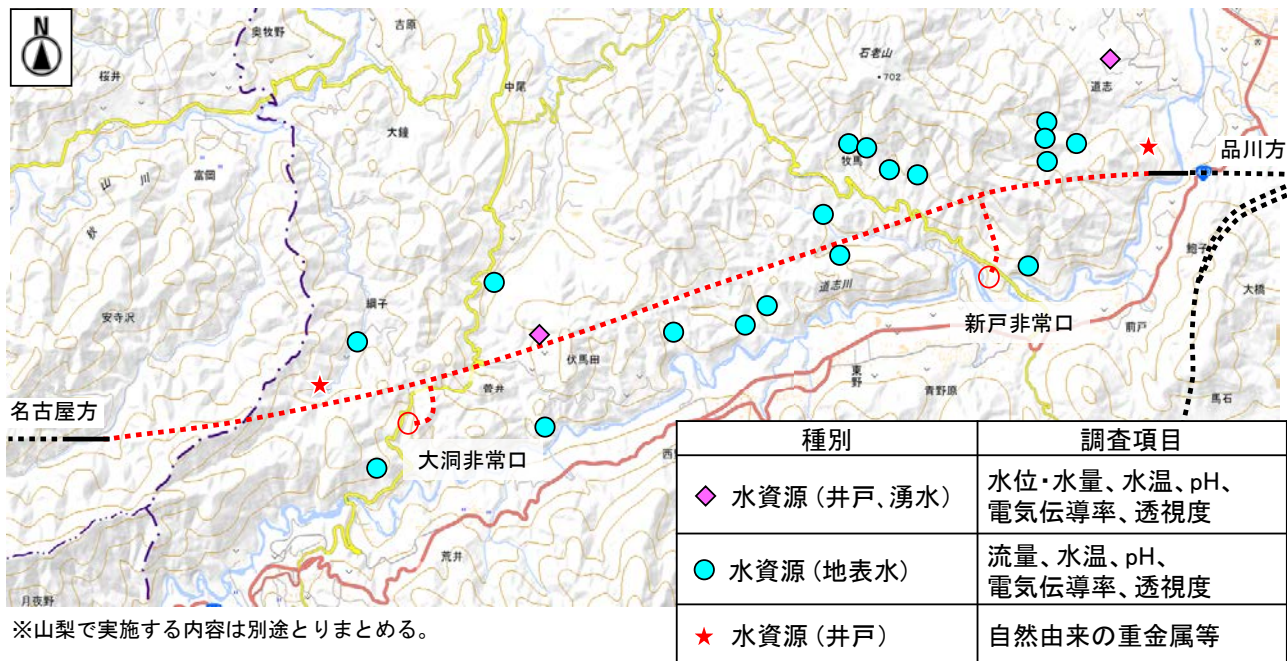 N
奥牧野
古原
石老山
・702
道志
桜井
中尾
大鐘
牧馬
品川方
秋山川
富岡
鮑子
道志川
大橋
綱子
安寺沢
新戸非常口
前戸
伏馬田
菅井
東野
青野原
馬石
名古屋方
大洞非常口
荒井
月夜野
種別
調査項目
水資源(井戸、湧水)
水位・水量、水温、pH、
電気伝導率、透視度
水資源(地表水)
流量、水温、pH、
電気伝導率、透視度
水資源(井戸)
自然由来の重金属等
※山梨で実施する内容は別途とりまとめる。